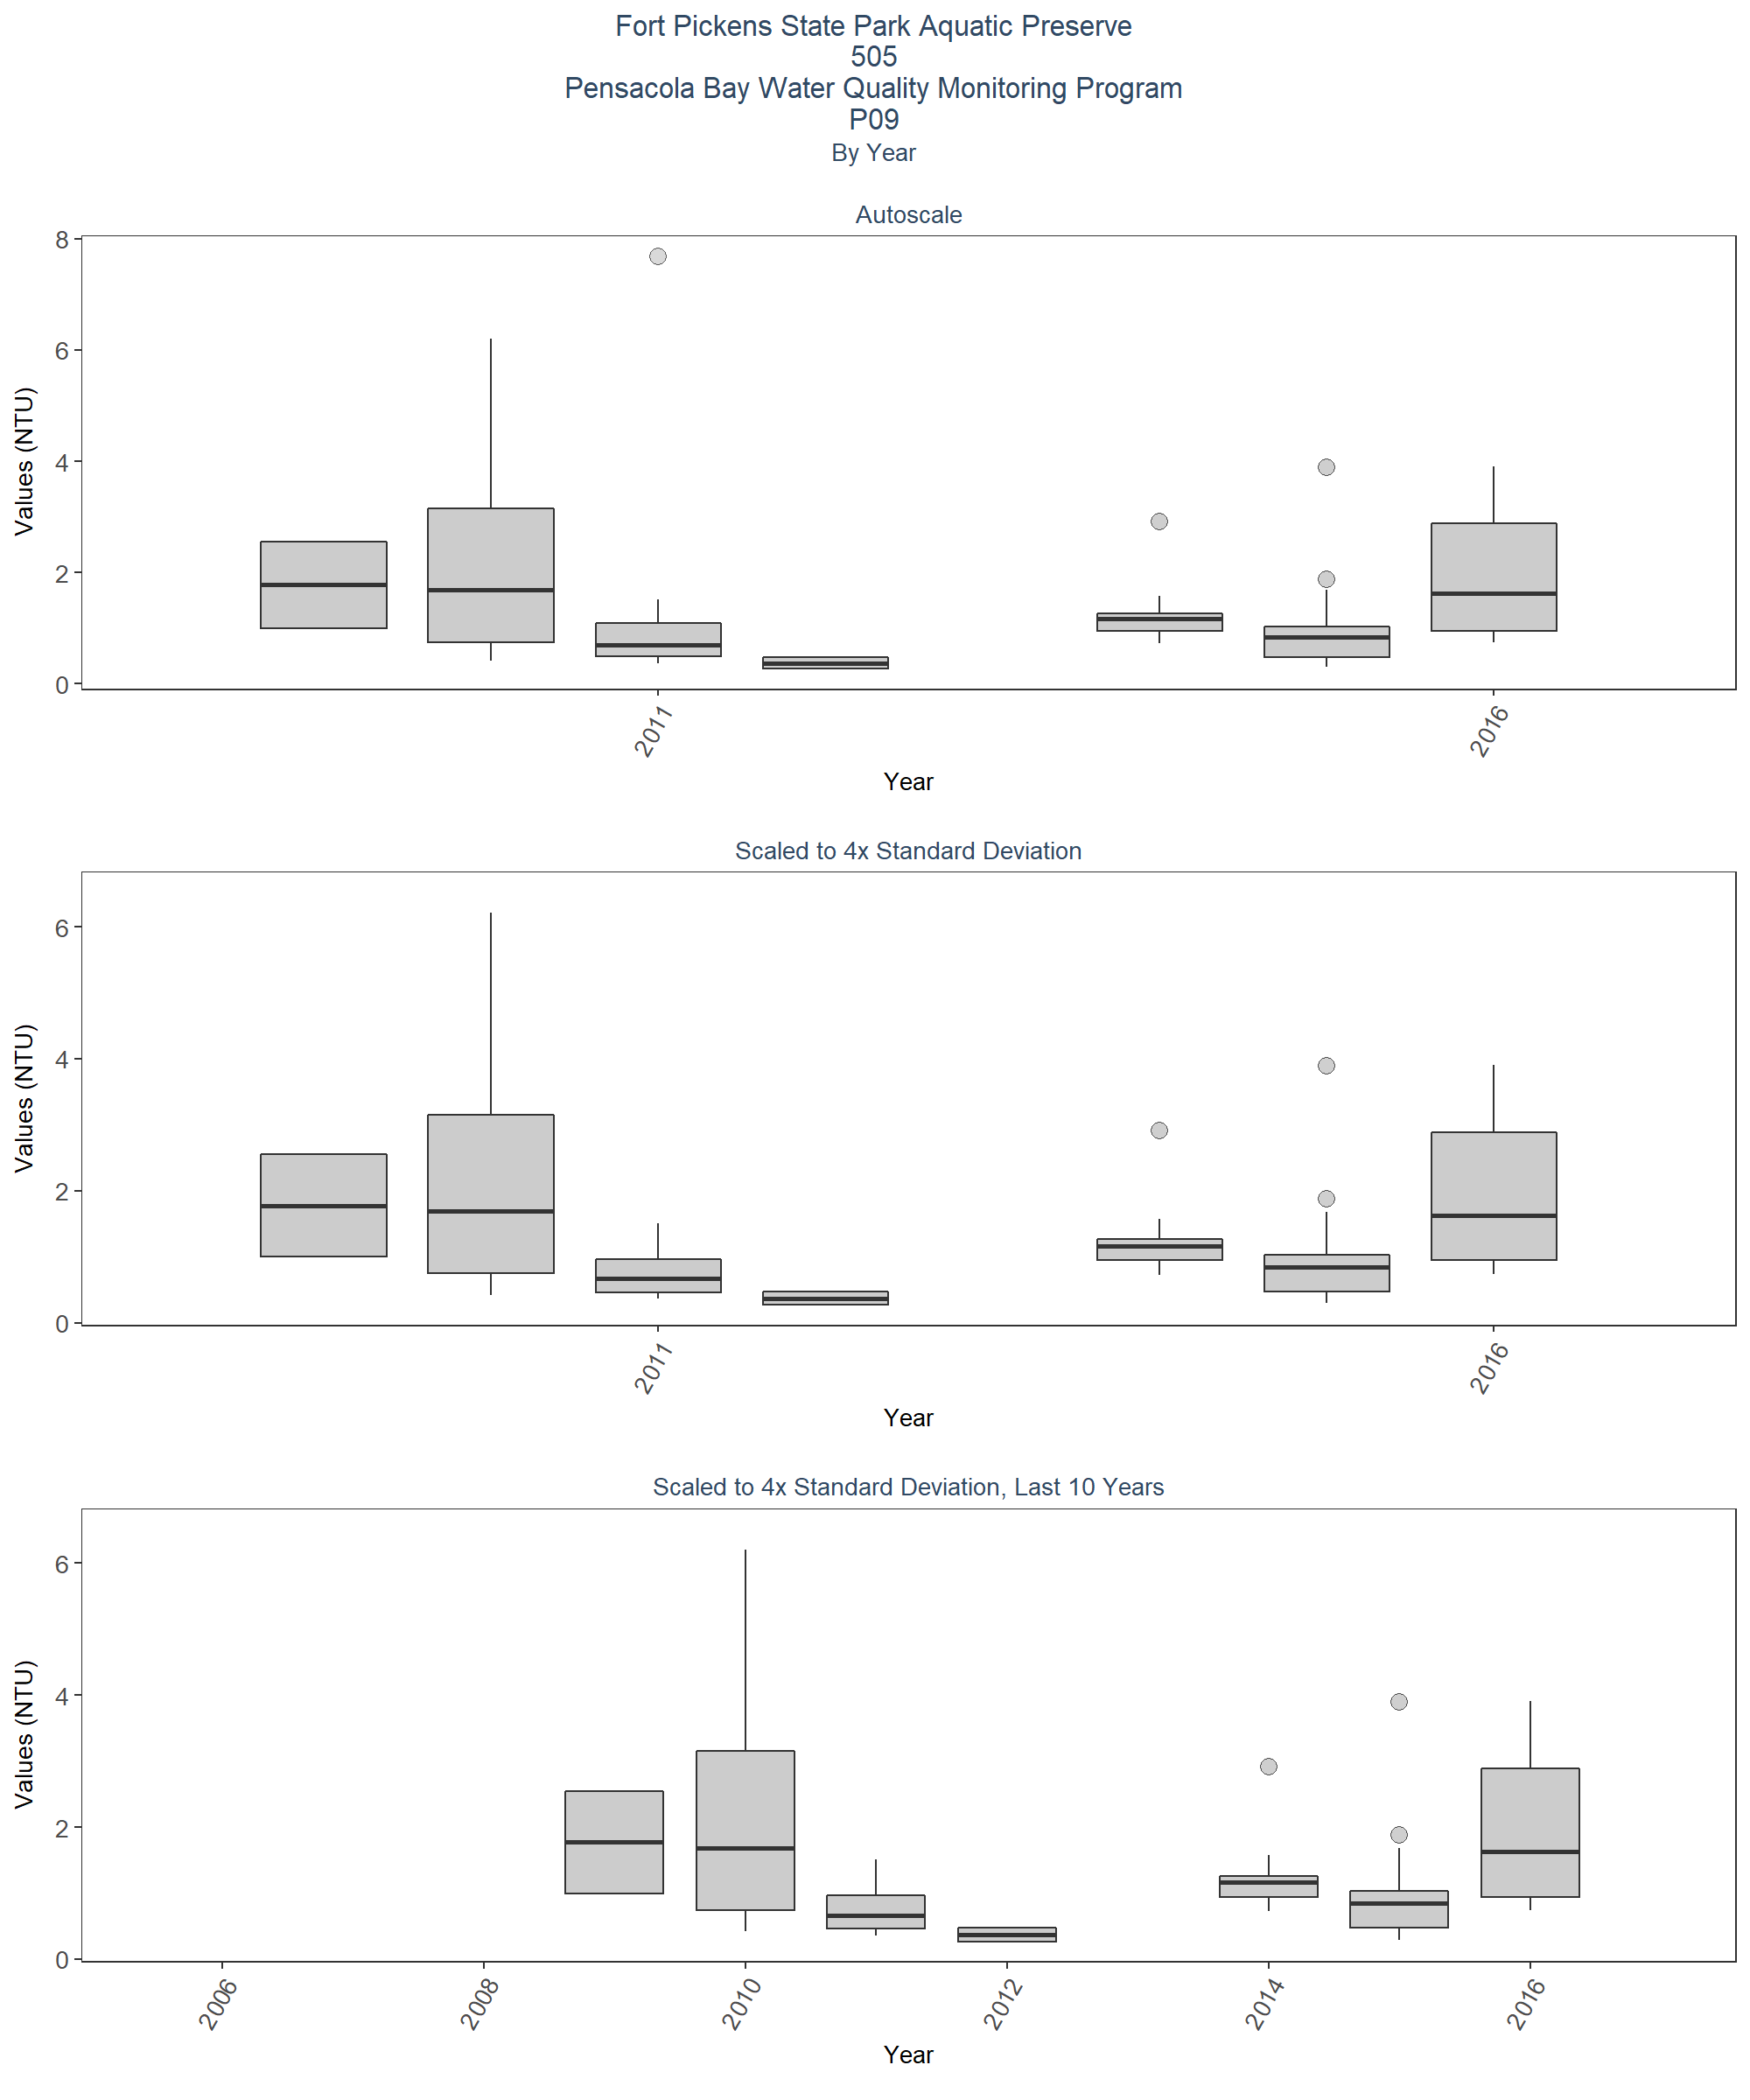 Fort Pickens State Park Aquatic Preserve
505
Pensacola Bay Water Quality Monitoring Program
P09
By Year
Autoscale
8
6
4
2
0
Values (NTU)
2011
2016
Year
Scaled to 4x Standard Deviation
6
4
2
0
Values (NTU)
2011
2016
Year
Scaled to 4x Standard Deviation, Last 10 Years
6
4
2
0
Values (NTU)
2006
2008
2010
2012
2014
2016
Year